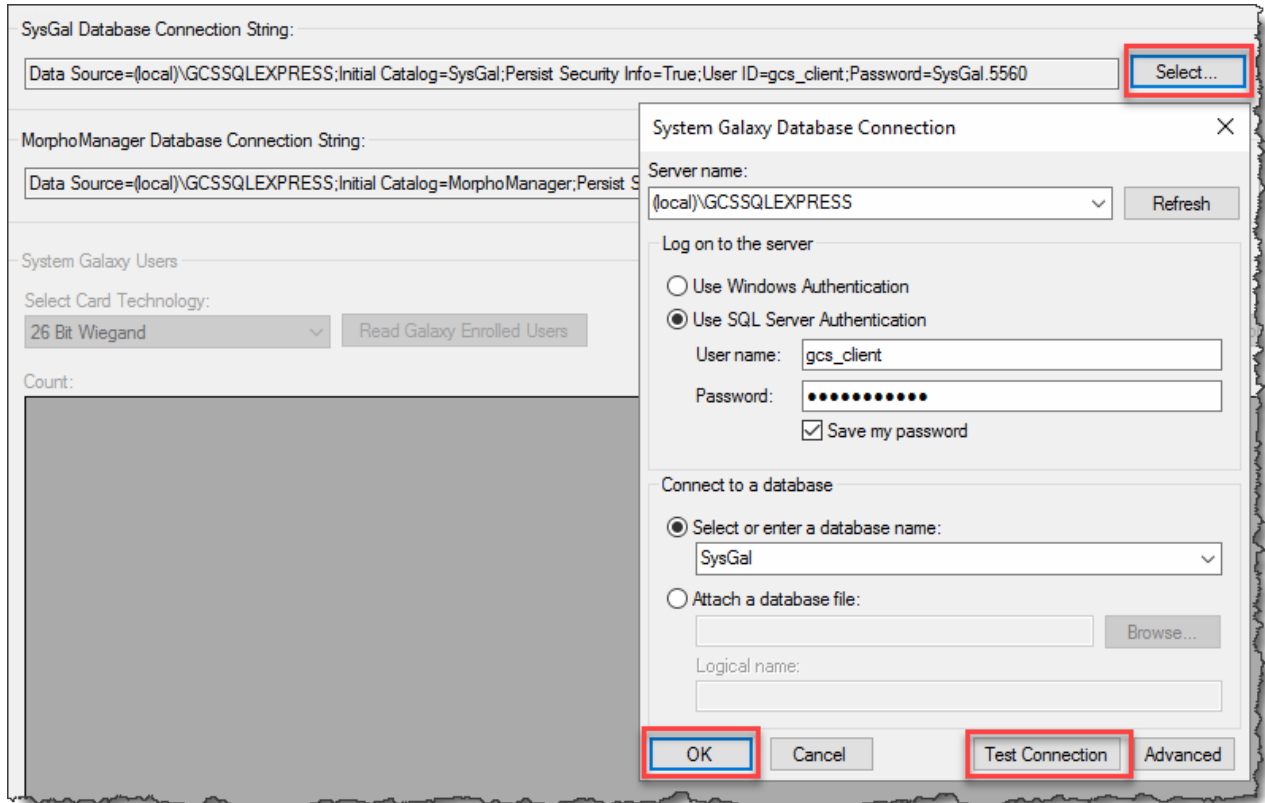 SysGal Database Connection String:
Data Source=(local)\GCSSQLEXPRESS;Initial Catalog=SysGal;Persist Security Info=True;User ID=gcs_client;Password=SysGal.5560
Select...
MorphoManager Database Connection String:
Data Source=(local)\GCSSQLEXPRESS;Initial Catalog=MorphoManager;Persist S
System Galaxy Users
Select Card Technology:
26 Bit Wiegand
Read Galaxy Enrolled Users
Count:
System Galaxy Database Connection
Server name:
(local)\GCSSQLEXPRESS
Refresh
Log on to the server
Use Windows Authentication
Use SQL Server Authentication
User name:
gcs_client
Password:
●●●●●●●●●●●
Save my password
Connect to a database
Select or enter a database name:
SysGal
Attach a database file:
Browse...
Logical name:
OK
Cancel
Test Connection
Advanced